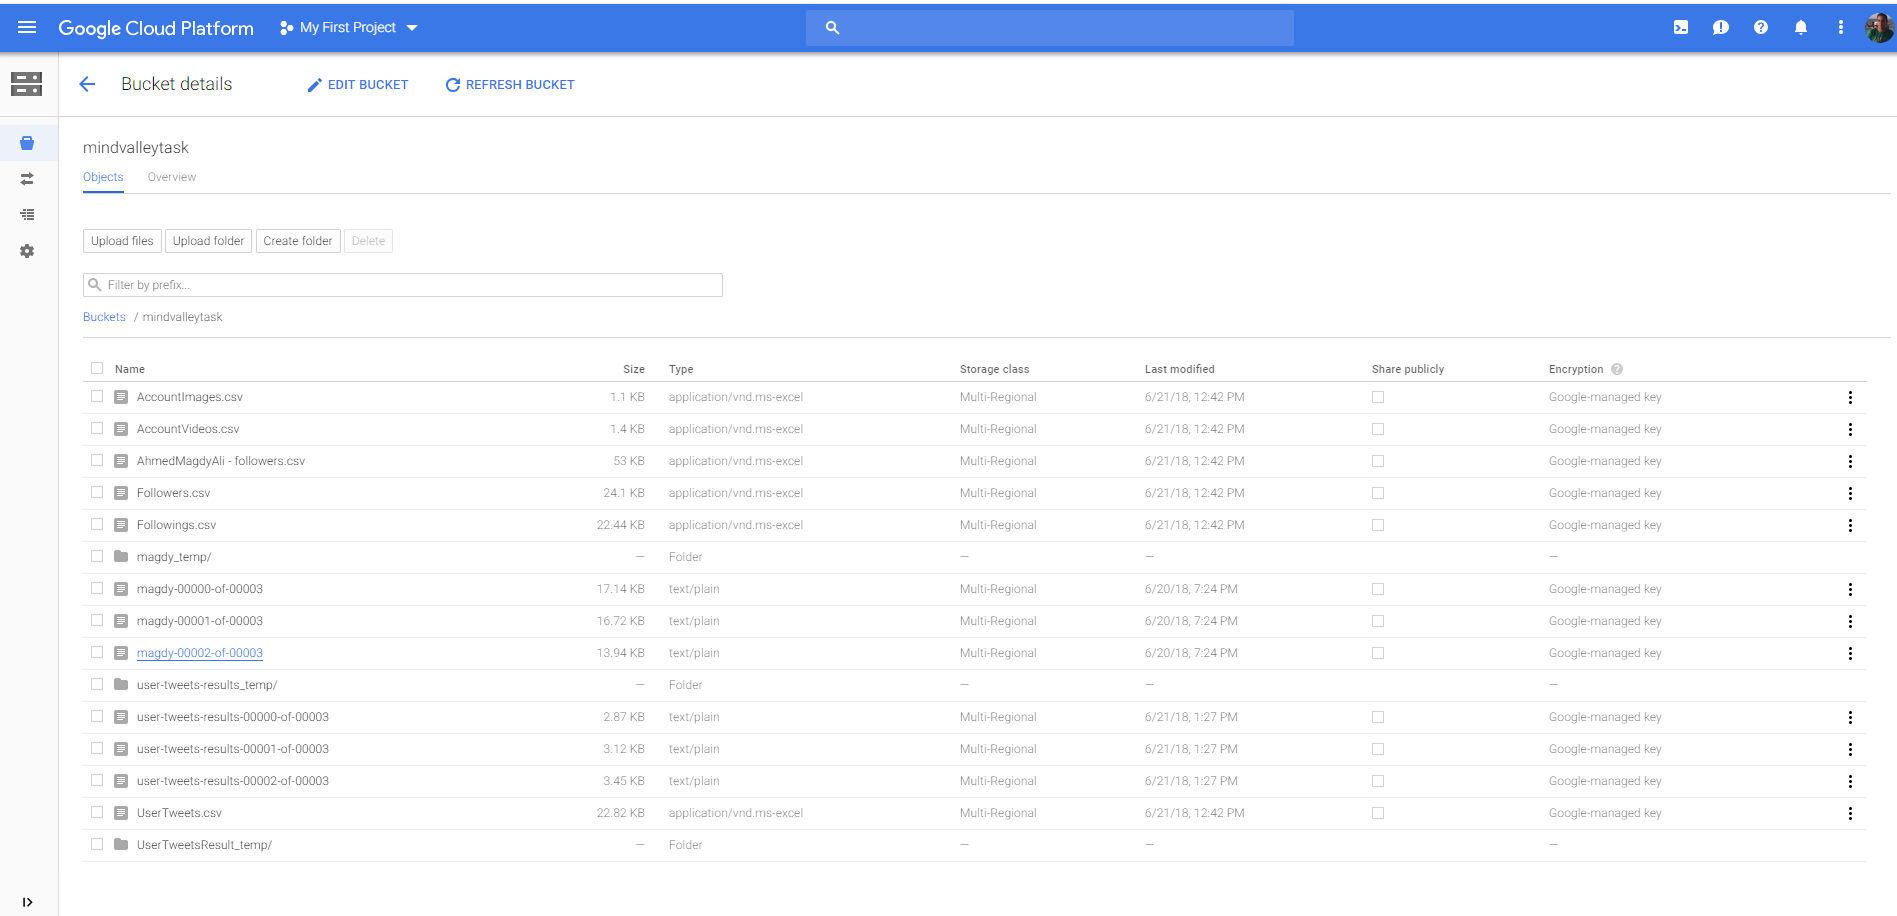 Google Cloud Platform My First Project
Bucket details EDIT BUCKET REFRESH BUCKET
mindvalleytask
Objects Overview
Upload files Upload folder Create folder Delete
Filter by prefix...
Buckets / mindvalleytask
Name Size Type Storage class Last modified Share publicly Encryption ?
AccountImages.csv 1.1 KB application/vnd.ms-excel Multi-Regional 6/21/18, 12:42 PM Google-managed key
AccountVideos.csv 1.4 KB application/vnd.ms-excel Multi-Regional 6/21/18, 12:42 PM Google-managed key
AhmedMagdyAli - followers.csv 53 KB application/vnd.ms-excel Multi-Regional 6/21/18, 12:42 PM Google-managed key
Followers.csv 24.1 KB application/vnd.ms-excel Multi-Regional 6/21/18, 12:42 PM Google-managed key
Followings.csv 22.44 KB application/vnd.ms-excel Multi-Regional 6/21/18, 12:42 PM Google-managed key
magdy_temp/ — Folder — — —
magdy-00000-of-00003 17.14 KB text/plain Multi-Regional 6/20/18, 7:24 PM Google-managed key
magdy-00001-of-00003 16.72 KB text/plain Multi-Regional 6/20/18, 7:24 PM Google-managed key
magdy-00002-of-00003 13.94 KB text/plain Multi-Regional 6/20/18, 7:24 PM Google-managed key
user-tweets-results_temp/ — Folder — — —
user-tweets-results-00000-of-00003 2.87 KB text/plain Multi-Regional 6/21/18, 1:27 PM Google-managed key
user-tweets-results-00001-of-00003 3.12 KB text/plain Multi-Regional 6/21/18, 1:27 PM Google-managed key
user-tweets-results-00002-of-00003 3.45 KB text/plain Multi-Regional 6/21/18, 1:27 PM Google-managed key
UserTweets.csv 22.82 KB application/vnd.ms-excel Multi-Regional 6/21/18, 12:42 PM Google-managed key
UserTweetsResult_temp/ — Folder — — —